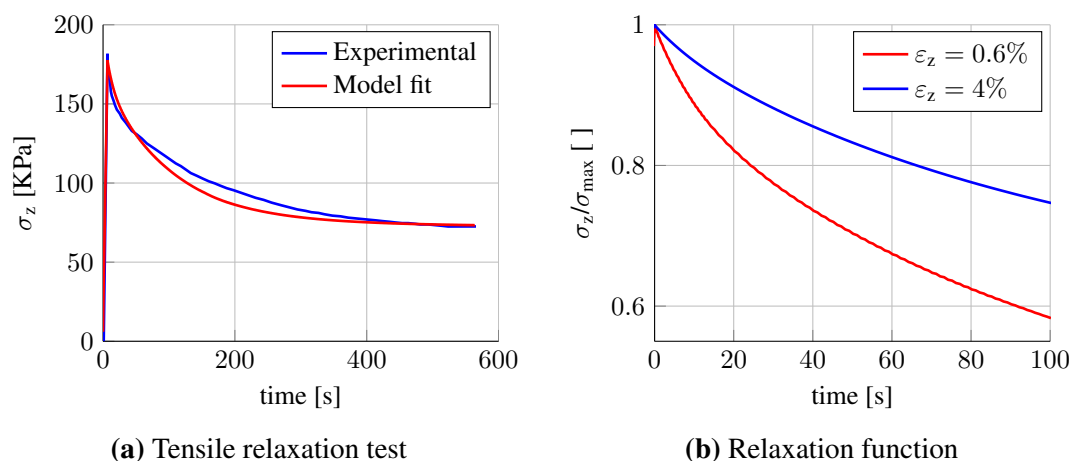 200
150
100
50
0
0
200
400
600
time [s]
σz [KPa]
Experimental
Model fit
(a) Tensile relaxation test
1
0.8
0.6
0
20
40
60
80
100
time [s]
σz/σmax [ ]
εz = 0.6%
εz = 4%
(b) Relaxation function